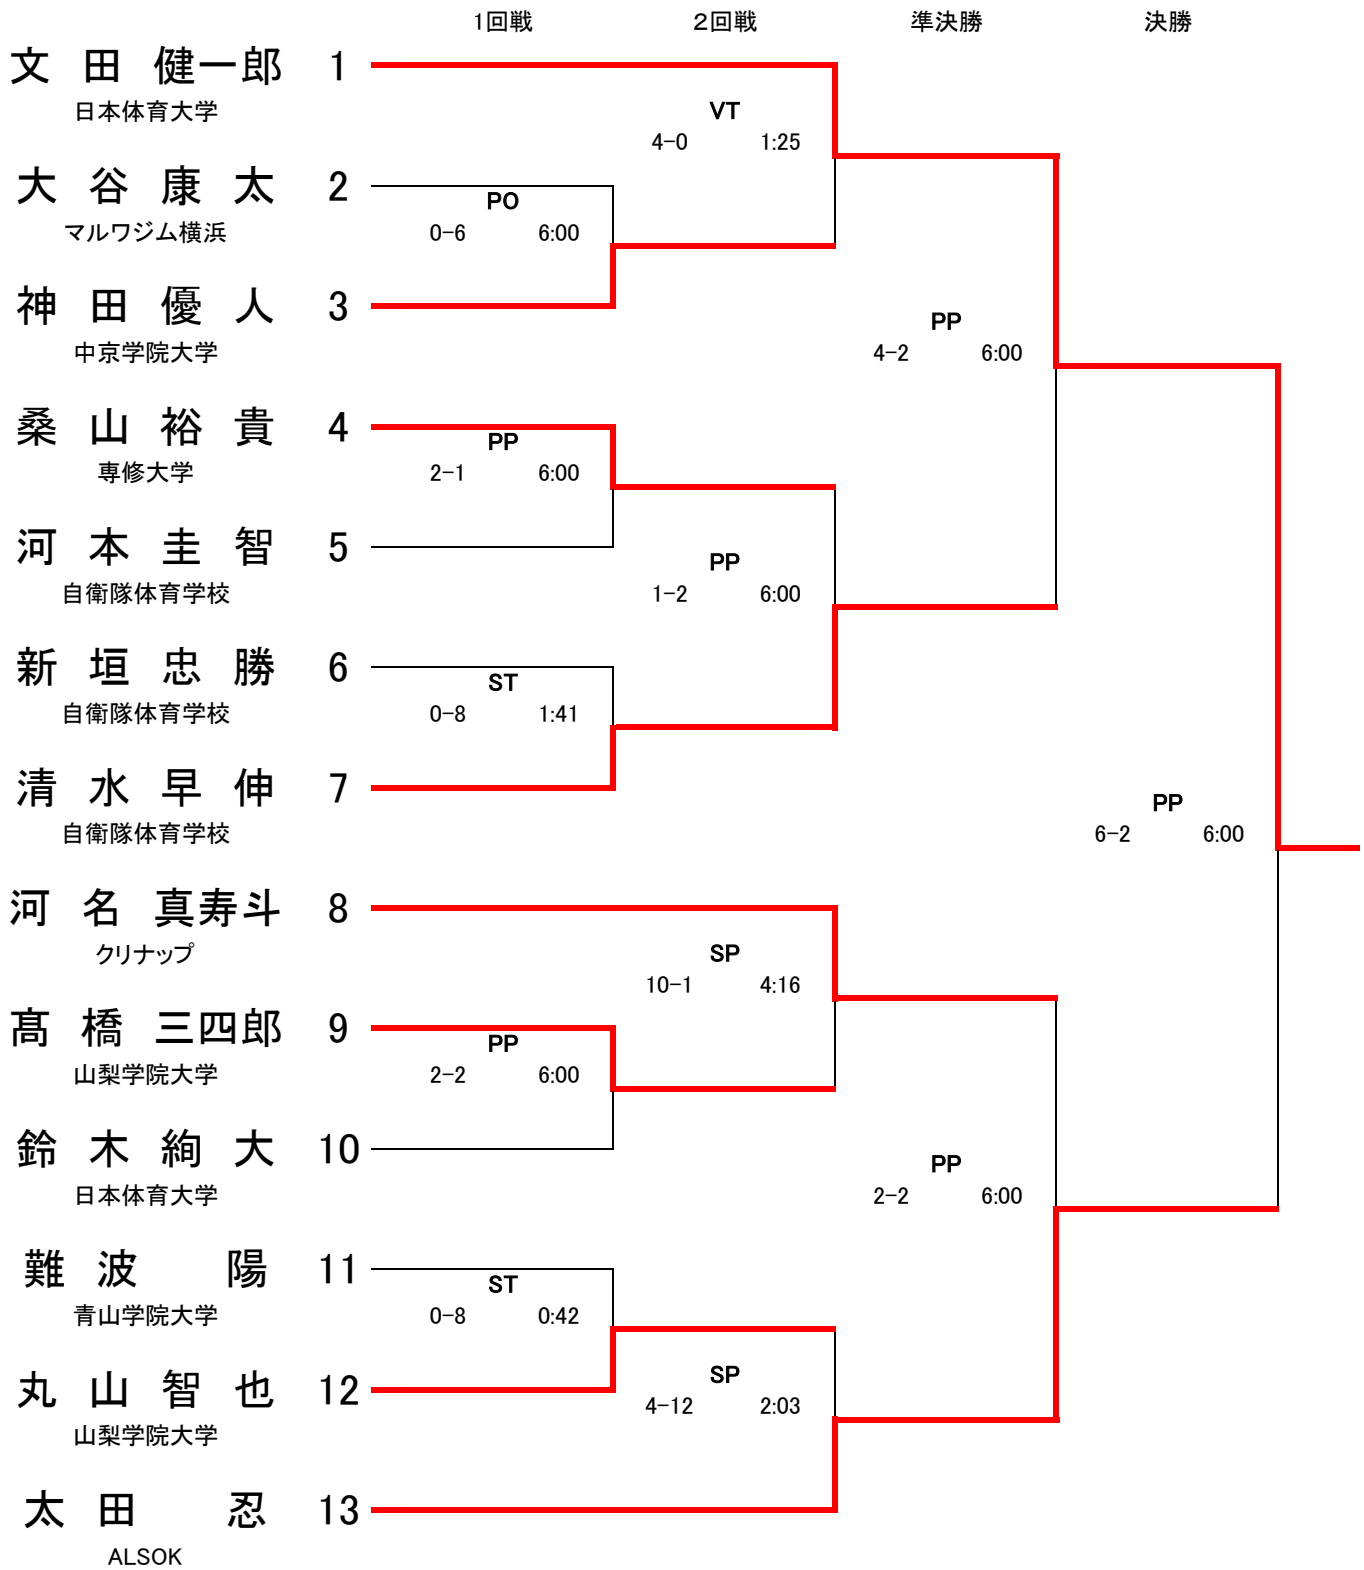 1回戦 2回戦 準決勝 決勝
文田健一郎 1
日本体育大学
VT
4-0 1:25
大谷康太 2
PO
マルワジム横浜
0-6 6:00
神田優人 3
中京学院大学
PP
4-2 6:00
桑山裕貴 4
PP
専修大学
2-1 6:00
河本圭智 5
自衛隊体育学校
PP
1-2 6:00
新垣忠勝 6
ST
自衛隊体育学校
0-8 1:41
清水早伸 7
自衛隊体育学校
PP
6-2 6:00
河名真寿斗 8
クリナップ
SP
10-1 4:16
髙橋三四郎 9
PP
山梨学院大学
2-2 6:00
鈴木絢大 10
日本体育大学
PP
2-2 6:00
難波 陽 11
ST
青山学院大学
0-8 0:42
丸山智也 12
山梨学院大学
SP
4-12 2:03
太田 忍 13
ALSOK